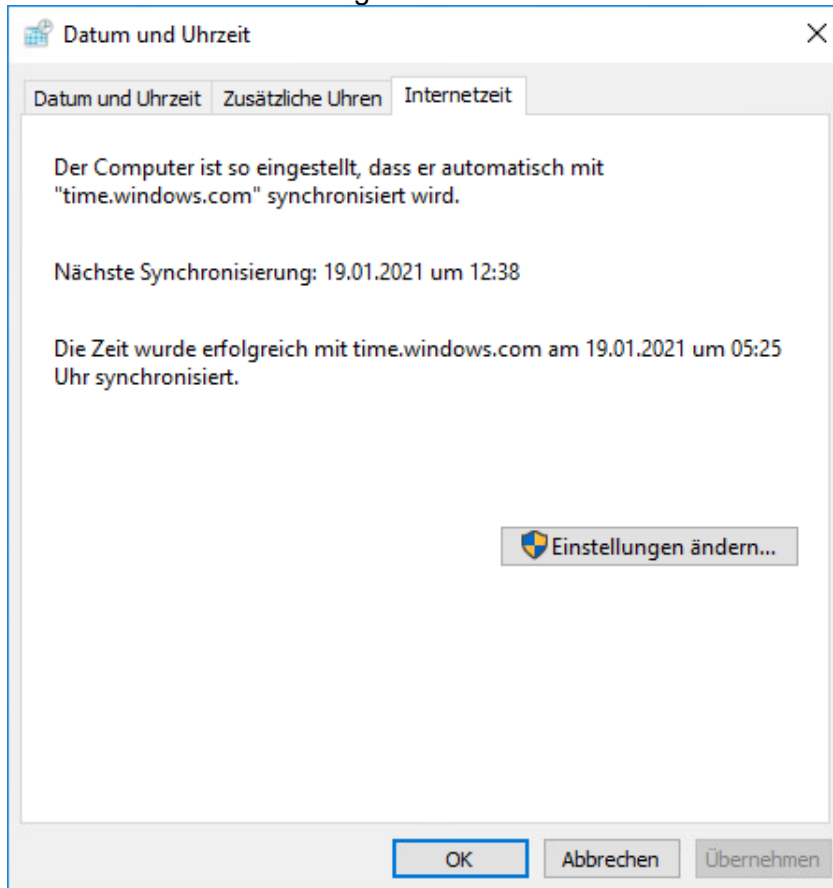 Datum und Uhrzeit
Datum und Uhrzeit Zusätzliche Uhren Internetzeit
Der Computer ist so eingestellt, dass er automatisch mit
"time.windows.com" synchronisiert wird.
Nächste Synchronisierung: 19.01.2021 um 12:38
Die Zeit wurde erfolgreich mit time.windows.com am 19.01.2021 um 05:25
Uhr synchronisiert.
Einstellungen ändern...
OK Abbrechen Übernehmen